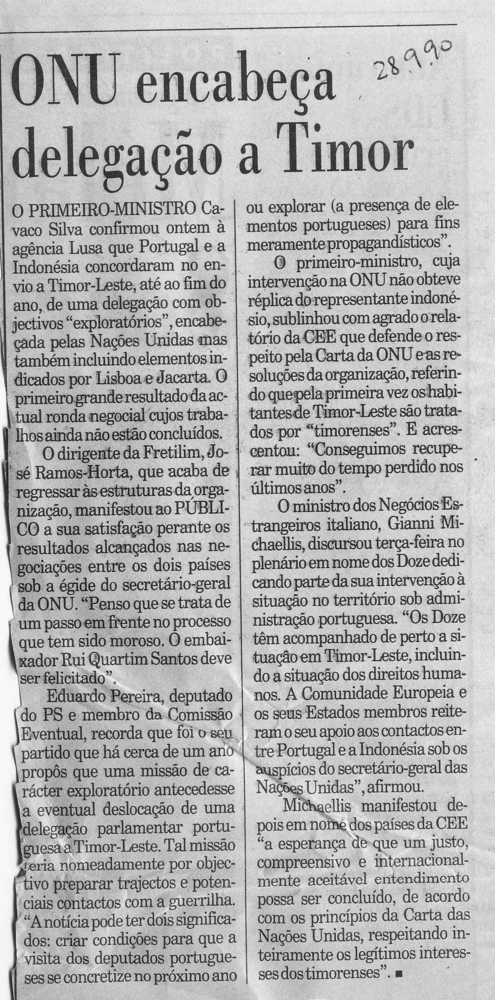 28.9.90
ONU encabeça
delegação a Timor
O PRIMEIRO-MINISTRO Ca-
vaco Silva confirmou ontem à
agência Lusa que Portugal e a
Indonésia concordaram no en-
vio a Timor-Leste, até ao fim do
ano, de uma delegação com ob-
jectivos “exploratórios”, encabe-
çada pelas Nações Unidas mas
também incluindo elementos in-
dicados por Lisboa e Jacarta. O
primeiro grande resultado da ac-
tual ronda negocial cujos traba-
lhos ainda não estão concluídos.
O dirigente da Fretilim, Jo-
sé Ramos-Horta, que acaba de
regressar às estruturas da orga-
nização, manifestou ao PÚBLI-
CO a sua satisfação perante os
resultados alcançados nas ne-
gociações entre os dois países
sob a égide do secretário-geral
da ONU. “Penso que se trata de
um passo em frente no processo
que tem sido moroso. O embai-
xador Rui Quartim Santos deve
ser felicitado”.
Eduardo Pereira, deputado
do PS e membro da Comissão
Eventual, recorda que foi o seu
partido que há cerca de um ano
propôs que uma missão de ca-
rácter exploratório antecedesse
a eventual deslocação de uma
delegação parlamentar portu-
guesa a Timor-Leste. Tal missão
teria nomeadamente por objec-
tivo preparar trajectos e poten-
ciais contactos com a guerrilha.
“A notícia pode ter dois significa-
dos: criar condições para que a
visita dos deputados portugue-
ses se concretize no próximo ano
ou explorar (a presença de ele-
mentos portugueses) para fins
meramente propagandísticos”.
O primeiro-ministro, cuja
intervenção na ONU não obteve
réplica do representante indoné-
sio, sublinhou com agrado o rela-
tório da CEE que defende o res-
peito pela Carta da ONU e as re-
soluções da organização, referin-
do que pela primeira vez os habi-
tantes de Timor-Leste são trata-
dos por “timorenses”. E acres-
centou: “Conseguimos recupe-
rar muito do tempo perdido nos
últimos anos”.
O ministro dos Negócios Es-
trangeiros italiano, Gianni Mi-
chaellis, discursou terça-feira no
plenário em nome dos Doze dedi-
cando parte da sua intervenção à
situação no território sob admi-
nistração portuguesa. “Os Doze
têm acompanhado de perto a si-
tuação em Timor-Leste, incluin-
do a situação dos direitos huma-
nos. A Comunidade Europeia e
os seus Estados membros reite-
ram o seu apoio aos contactos en-
tre Portugal e a Indonésia sob os
auspícios do secretário-geral das
Nações Unidas”, afirmou.
Michaellis manifestou de-
pois em nome dos países da CEE
“a esperança de que um justo,
compreensivo e internacional-
mente aceitável entendimento
possa ser concluído, de acordo
com os princípios da Carta das
Nações Unidas, respeitando in-
teiramente os legítimos interes-
ses dos timorenses”. ■